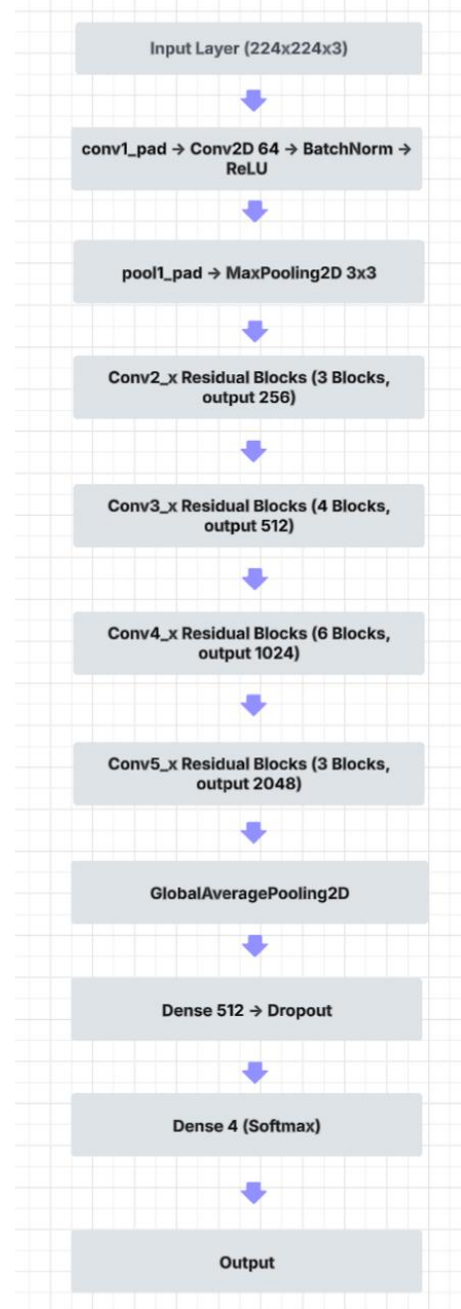 Input Layer (224x224x3)
conv1_pad → Conv2D 64 → BatchNorm →
ReLU
pool1_pad → MaxPooling2D 3x3
Conv2_x Residual Blocks (3 Blocks,
output 256)
Conv3_x Residual Blocks (4 Blocks,
output 512)
Conv4_x Residual Blocks (6 Blocks,
output 1024)
Conv5_x Residual Blocks (3 Blocks,
output 2048)
GlobalAveragePooling2D
Dense 512 → Dropout
Dense 4 (Softmax)
Output